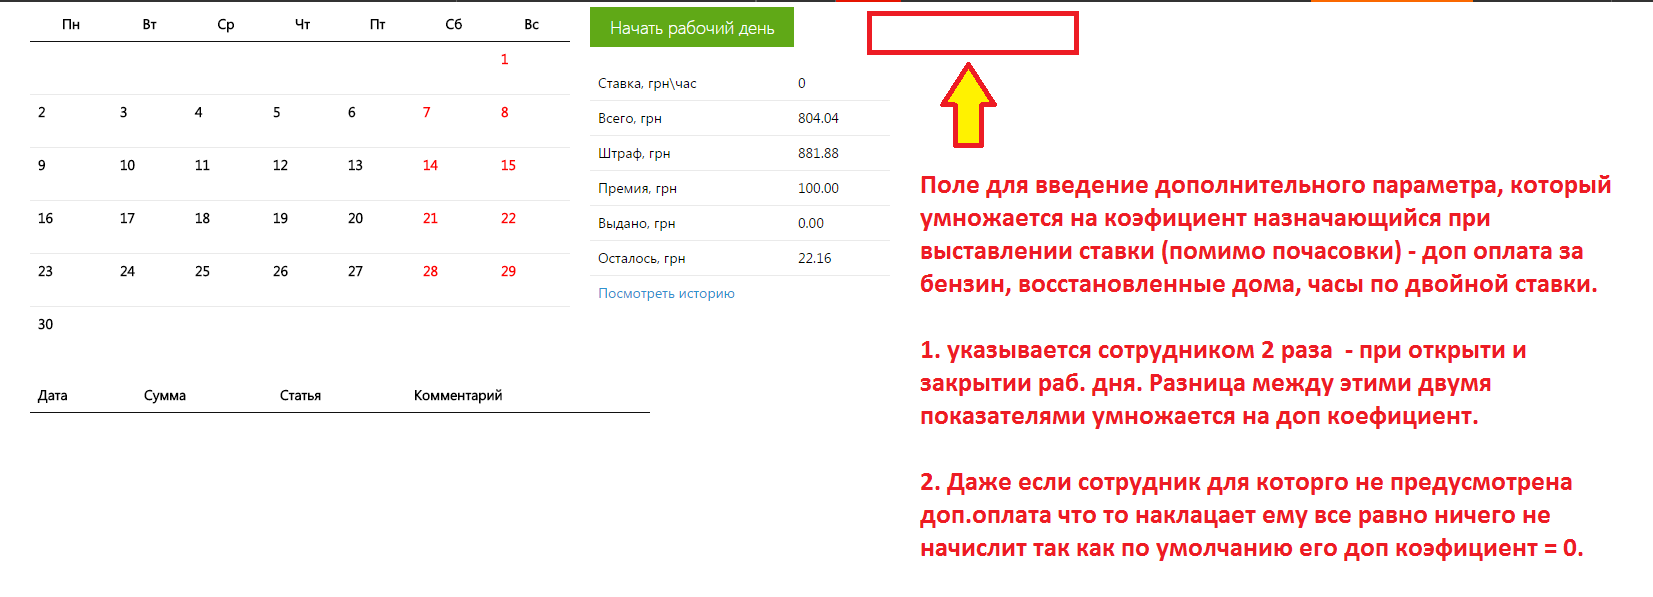 Пн Вт Ср Чт Пт Сб Вс
1
2 3 4 5 6 7 8
9 10 11 12 13 14 15
16 17 18 19 20 21 22
23 24 25 26 27 28 29
30
Дата Сумма Статья Комментарий
Начать рабочий день
Ставка, грн\час 0
Всего, грн 804.04
Штраф, грн 881.88
Премия, грн 100.00
Выдано, грн 0.00
Осталось, грн 22.16
Посмотреть историю
Поле для введение дополнительного параметра, который
умножается на коэфициент назначающийся при
выставлении ставки (помимо почасовки) - доп оплата за
бензин, восстановленные дома, часы по двойной ставки.
1. указывается сотрудником 2 раза - при открыти и
закрытии раб. дня. Разница между этими двумя
показателями умножается на доп коефициент.
2. Даже если сотрудник для которго не предусмотрена
доп.оплата что то наклацает ему все равно ничего не
начислит так как по умолчанию его доп коэфициент = 0.